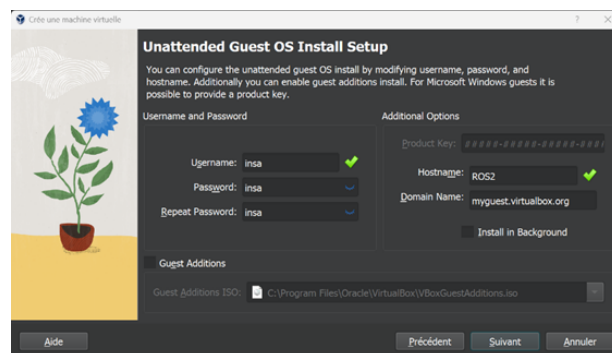 Crée une machine virtuelle
Unattended Guest OS Install Setup
You can configure the unattended guest OS install by modifying username, password, and
hostname. Additionally you can enable guest additions install. For Microsoft Windows guests it is
possible to provide a product key.
Username and Password
Username: insa
Password: insa
Repeat Password: insa
Additional Options
Product Key: #####-#####-#####-####
Hostname: ROS2
Domain Name: myguest.virtualbox.org
Install in Background
Guest Additions
Guest Additions ISO: C:\Program Files\Oracle\VirtualBox\VBoxGuestAdditions.iso
Aide
Précédent
Suivant
Annuler